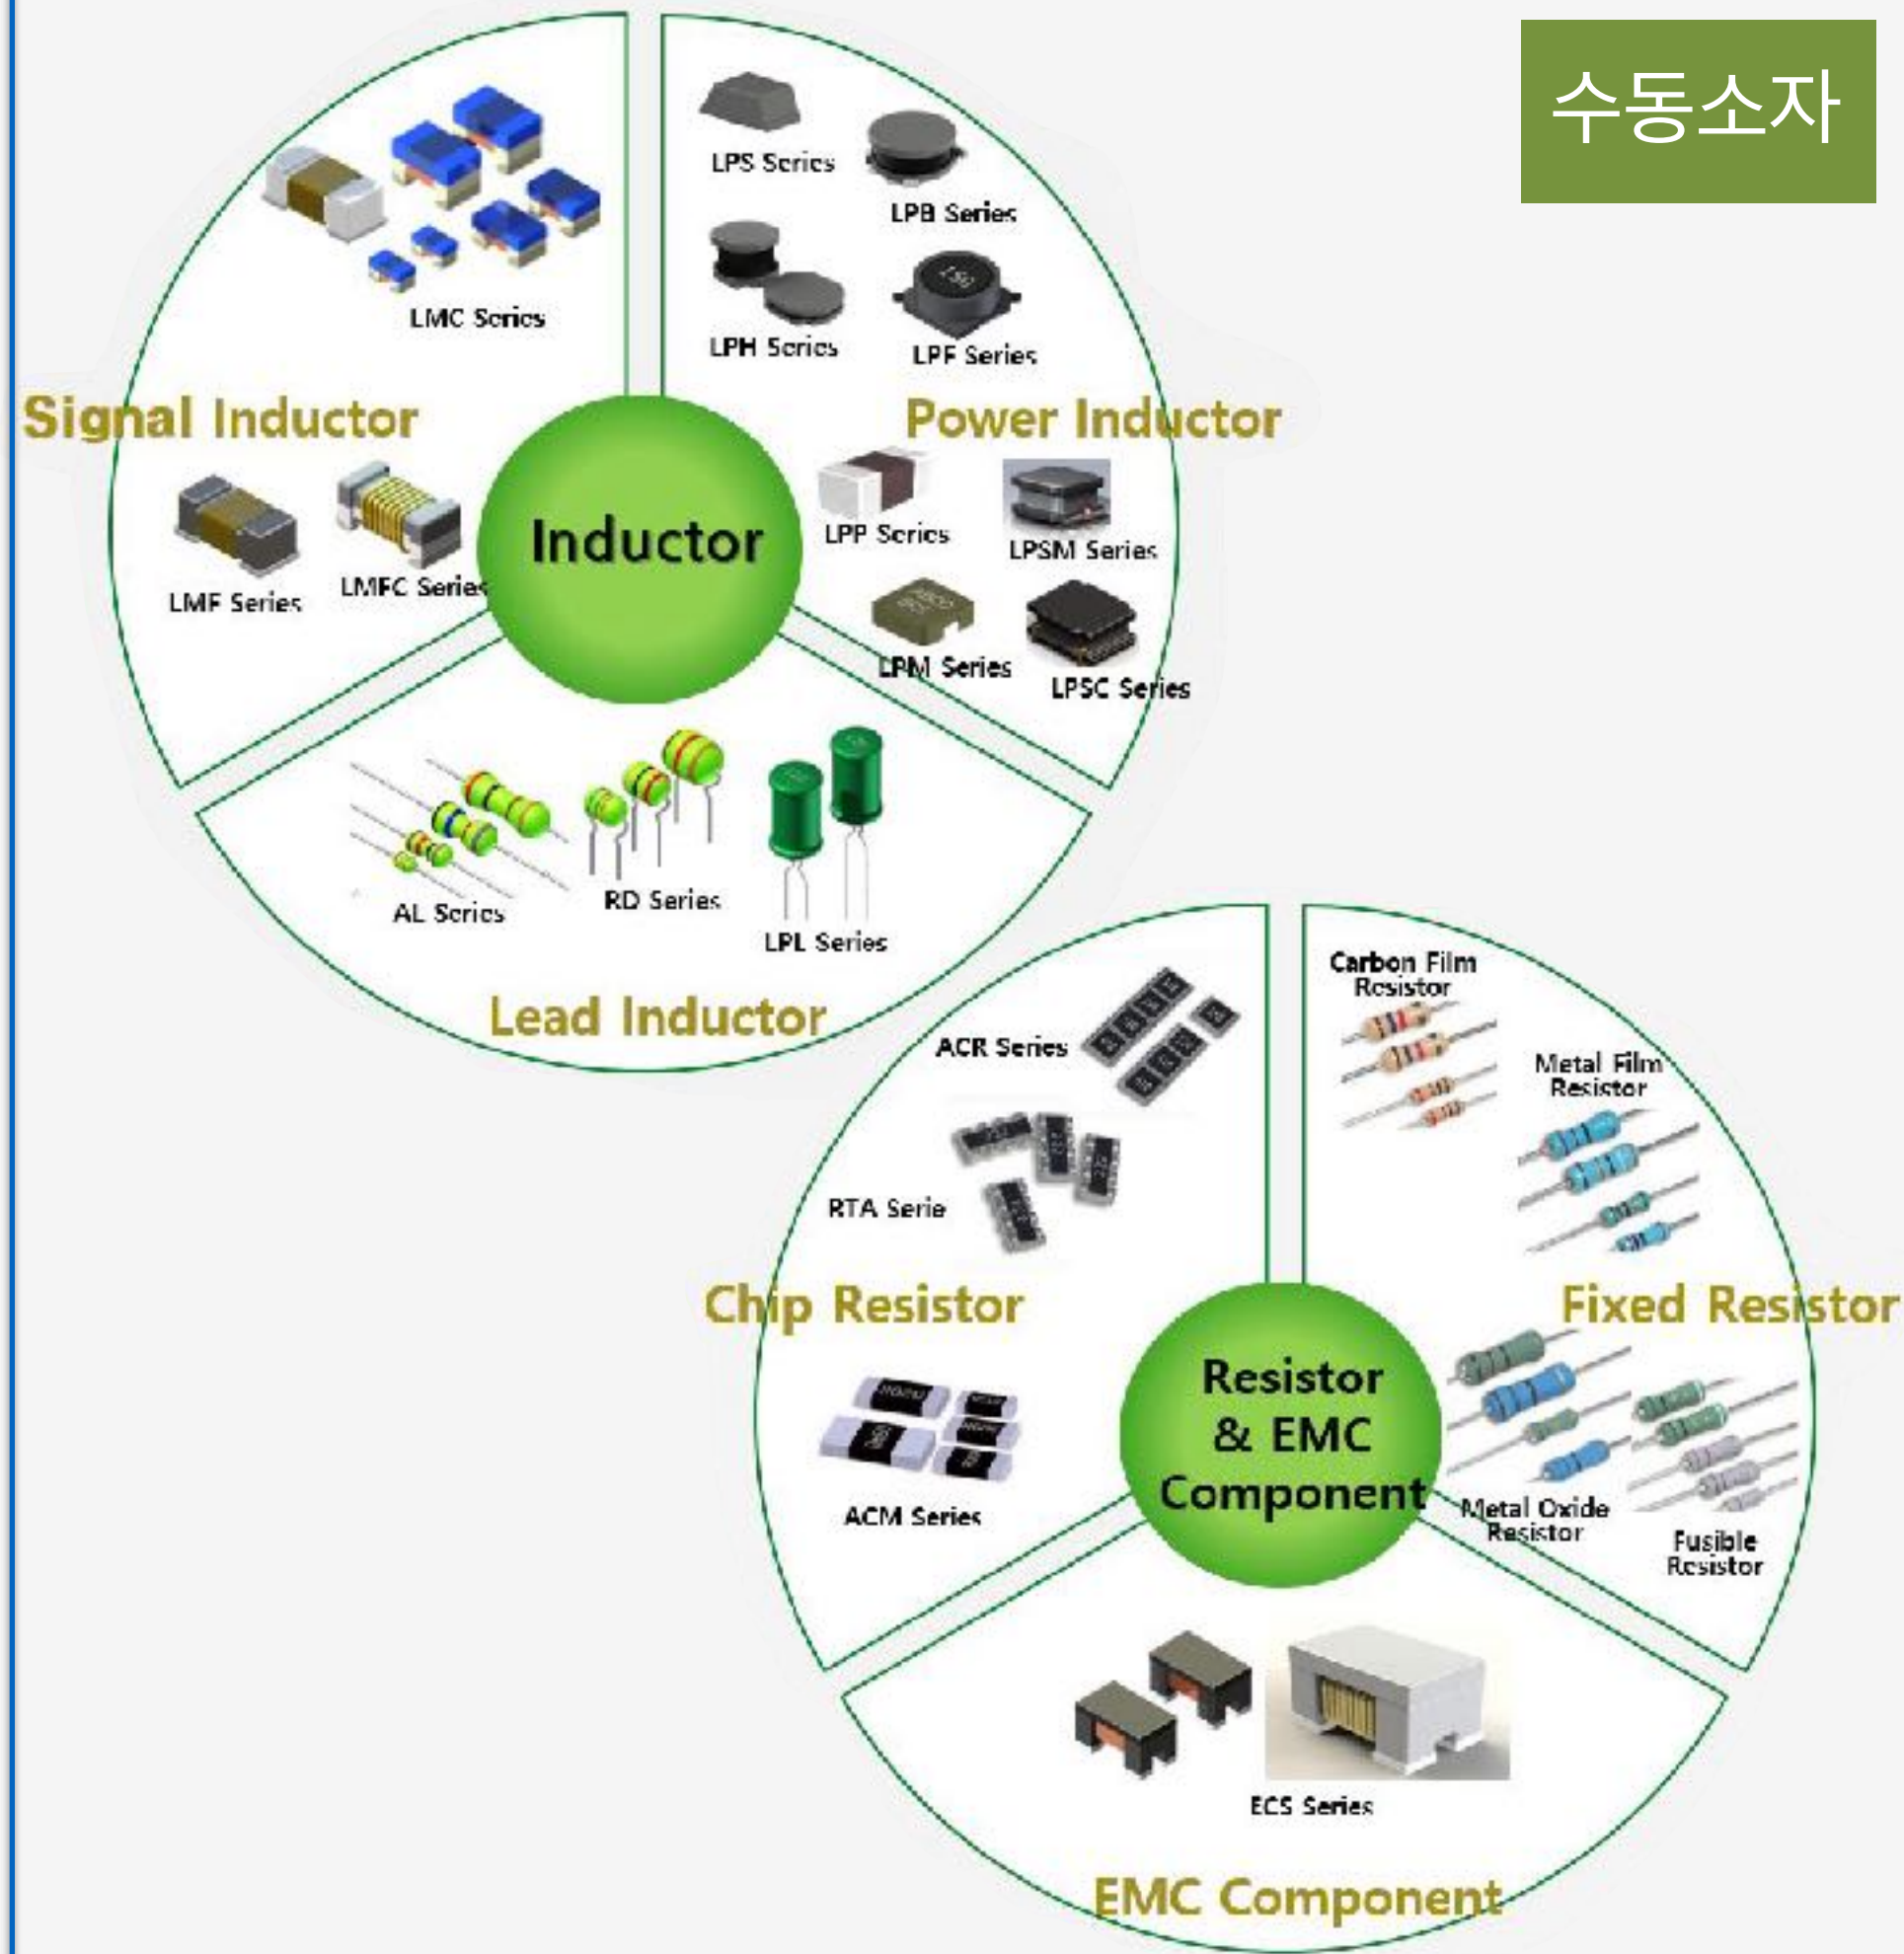 수동소자
LPS Series
LPB Series
LMC Series
LPH Series
LPF Series
Signal Inductor
Power Inductor
Inductor
LPP Series
LPSM Series
LMF Series
LMFC Series
LPM Series
LPSC Series
AL Series
RD Series
LPL Series
Lead Inductor
Carbon Film
Resistor
ACR Series
Metal Film
Resistor
RTA Serie
Chip Resistor
Fixed Resistor
Resistor
& EMC
Component
ACM Series
Metal Oxide
Resistor
Fusible
Resistor
ECS Series
EMC Component